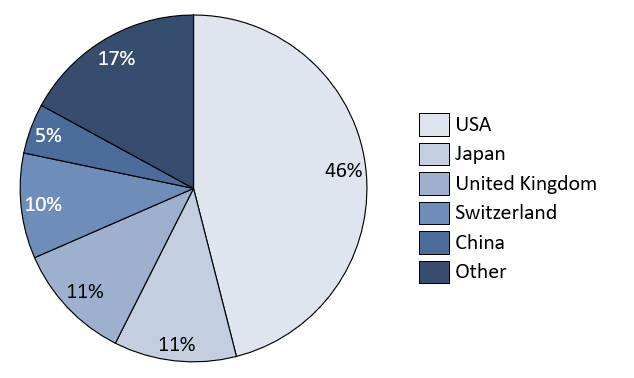 17%
5%
46%
10%
11%
11%
USA
Japan
United Kingdom
Switzerland
China
Other